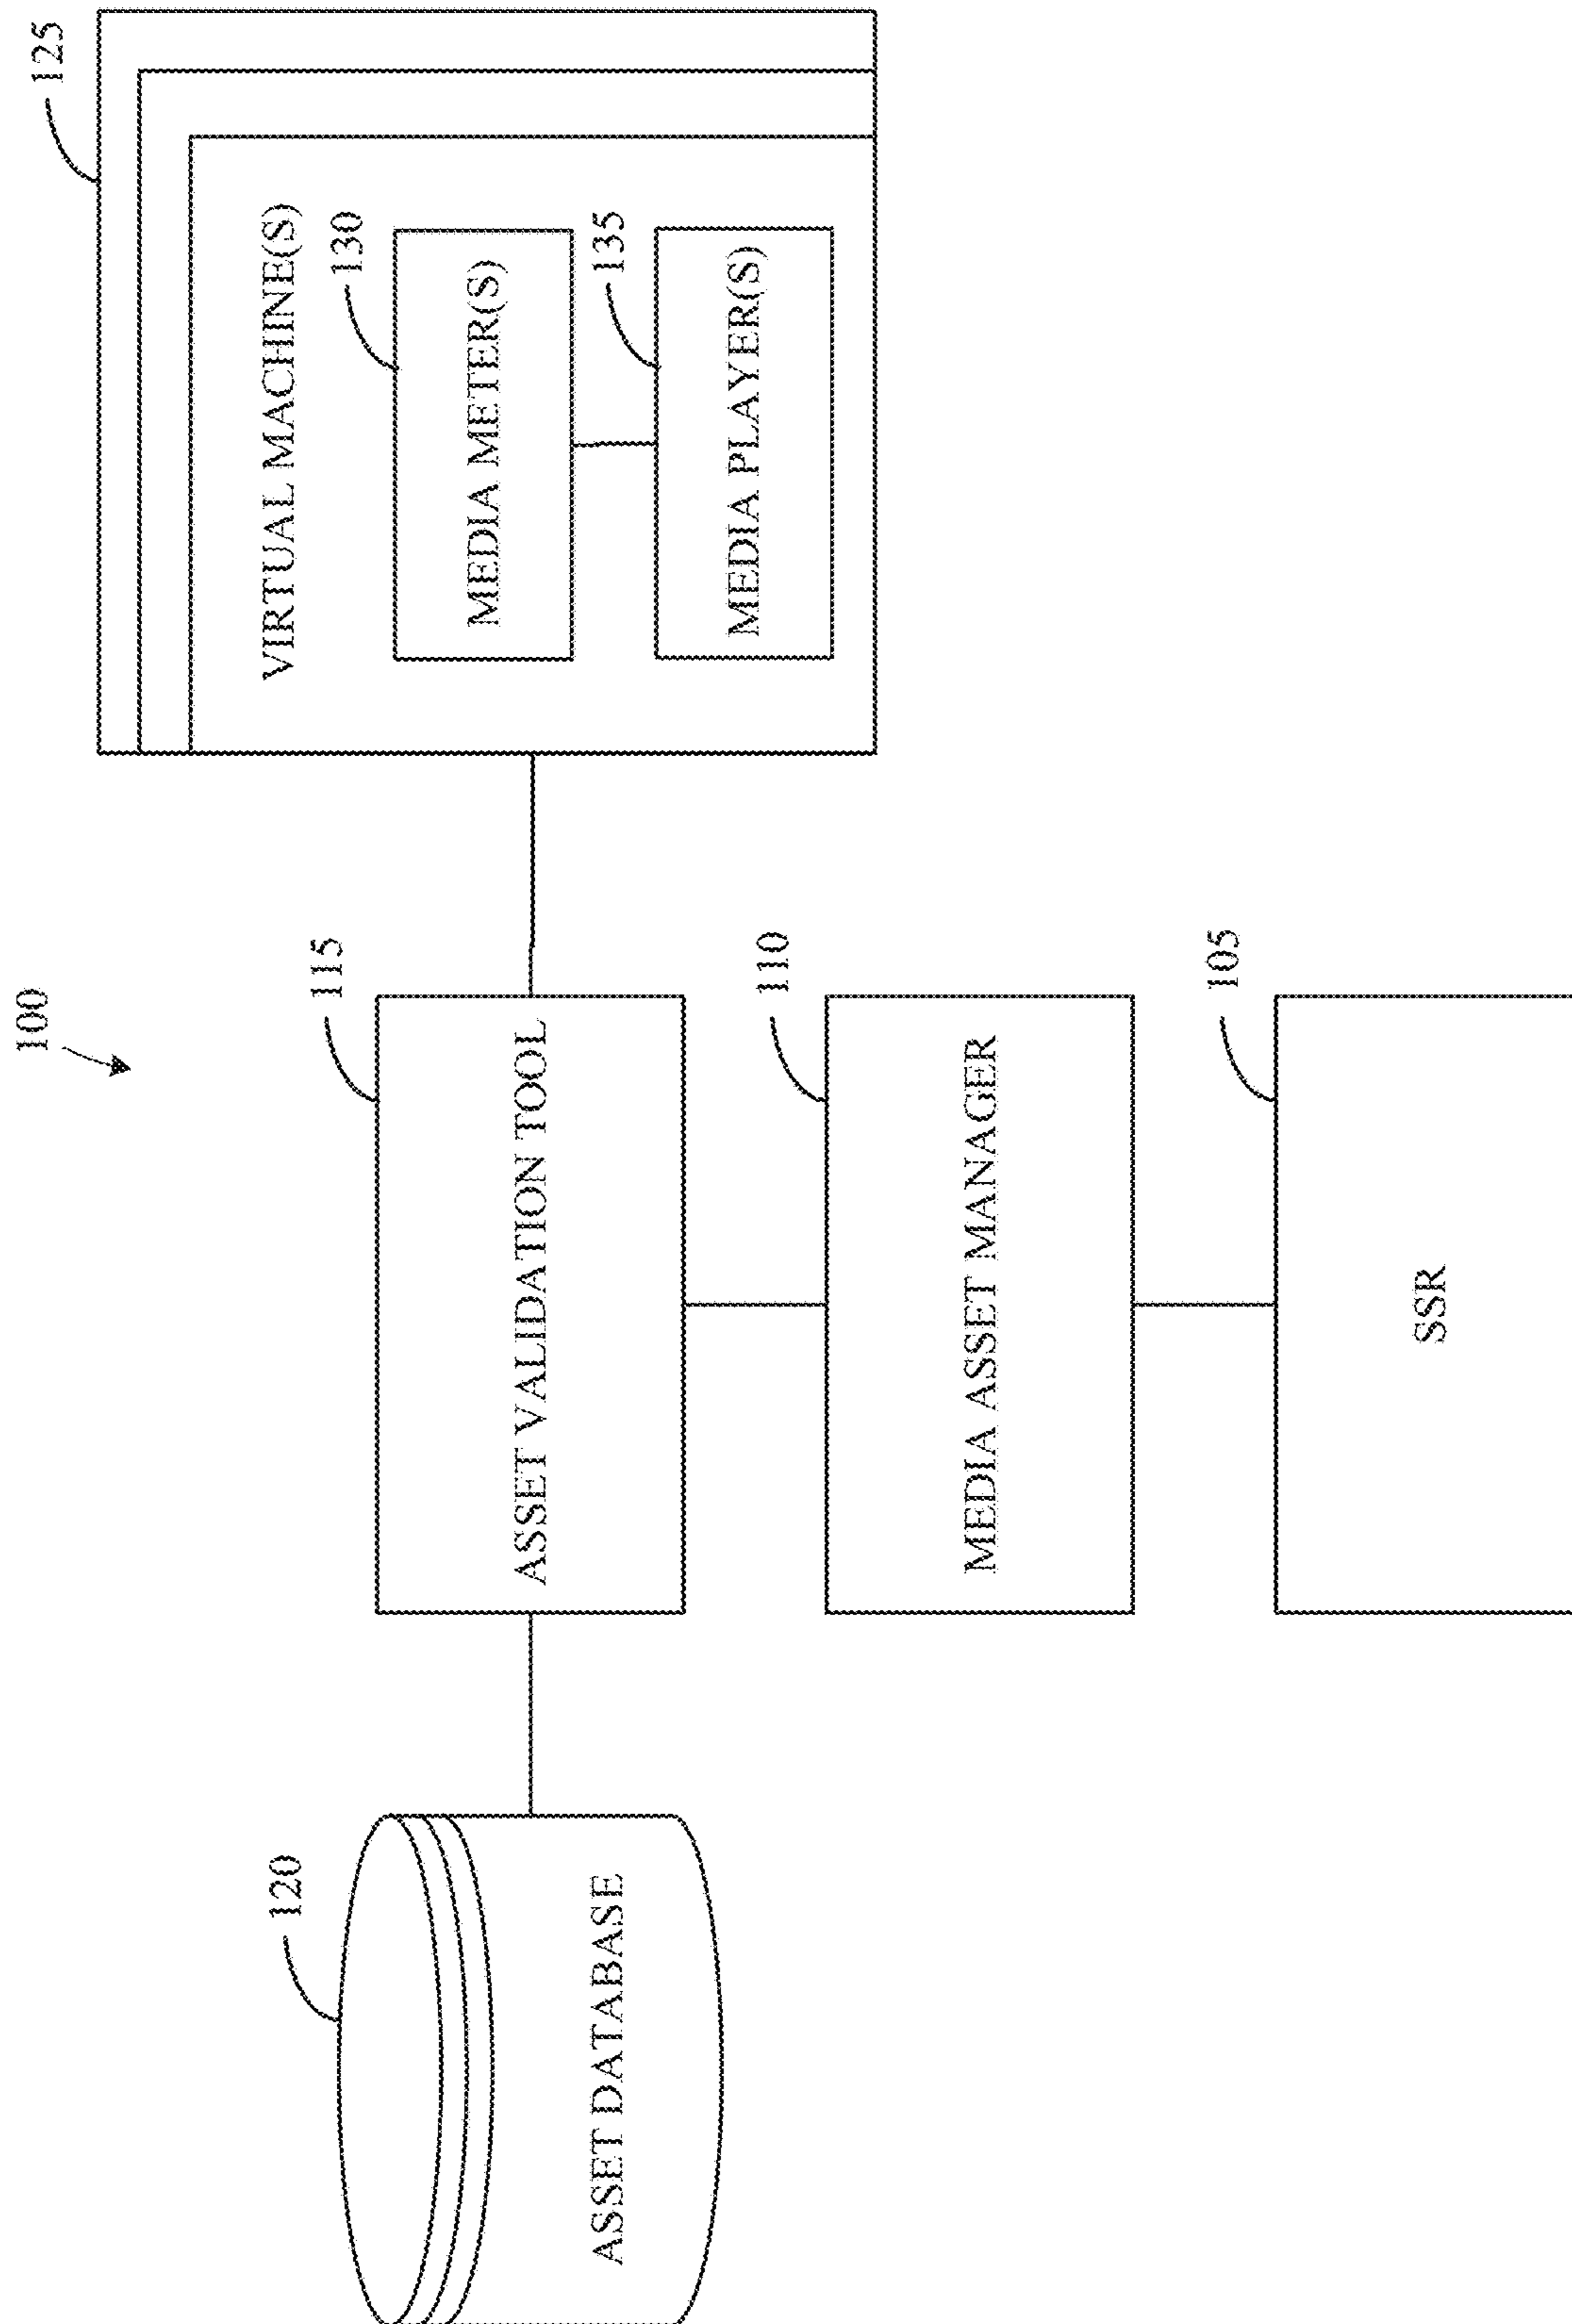 100
120
ASSET DATABASE
115
ASSET VALIDATION TOOL
110
MEDIA ASSET MANAGER
105
SSR
125
VIRTUAL MACHINE(S)
130
MEDIA METER(S)
135
MEDIA PLAYER(S)